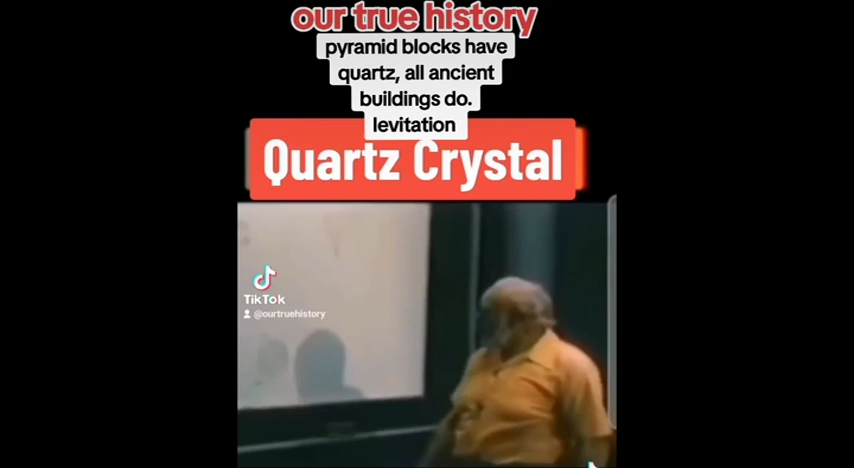 our true history
pyramid blocks have
quartz, all ancient
buildings do.
levitation
Quartz Crystal
TikTok
@ourtruehistory